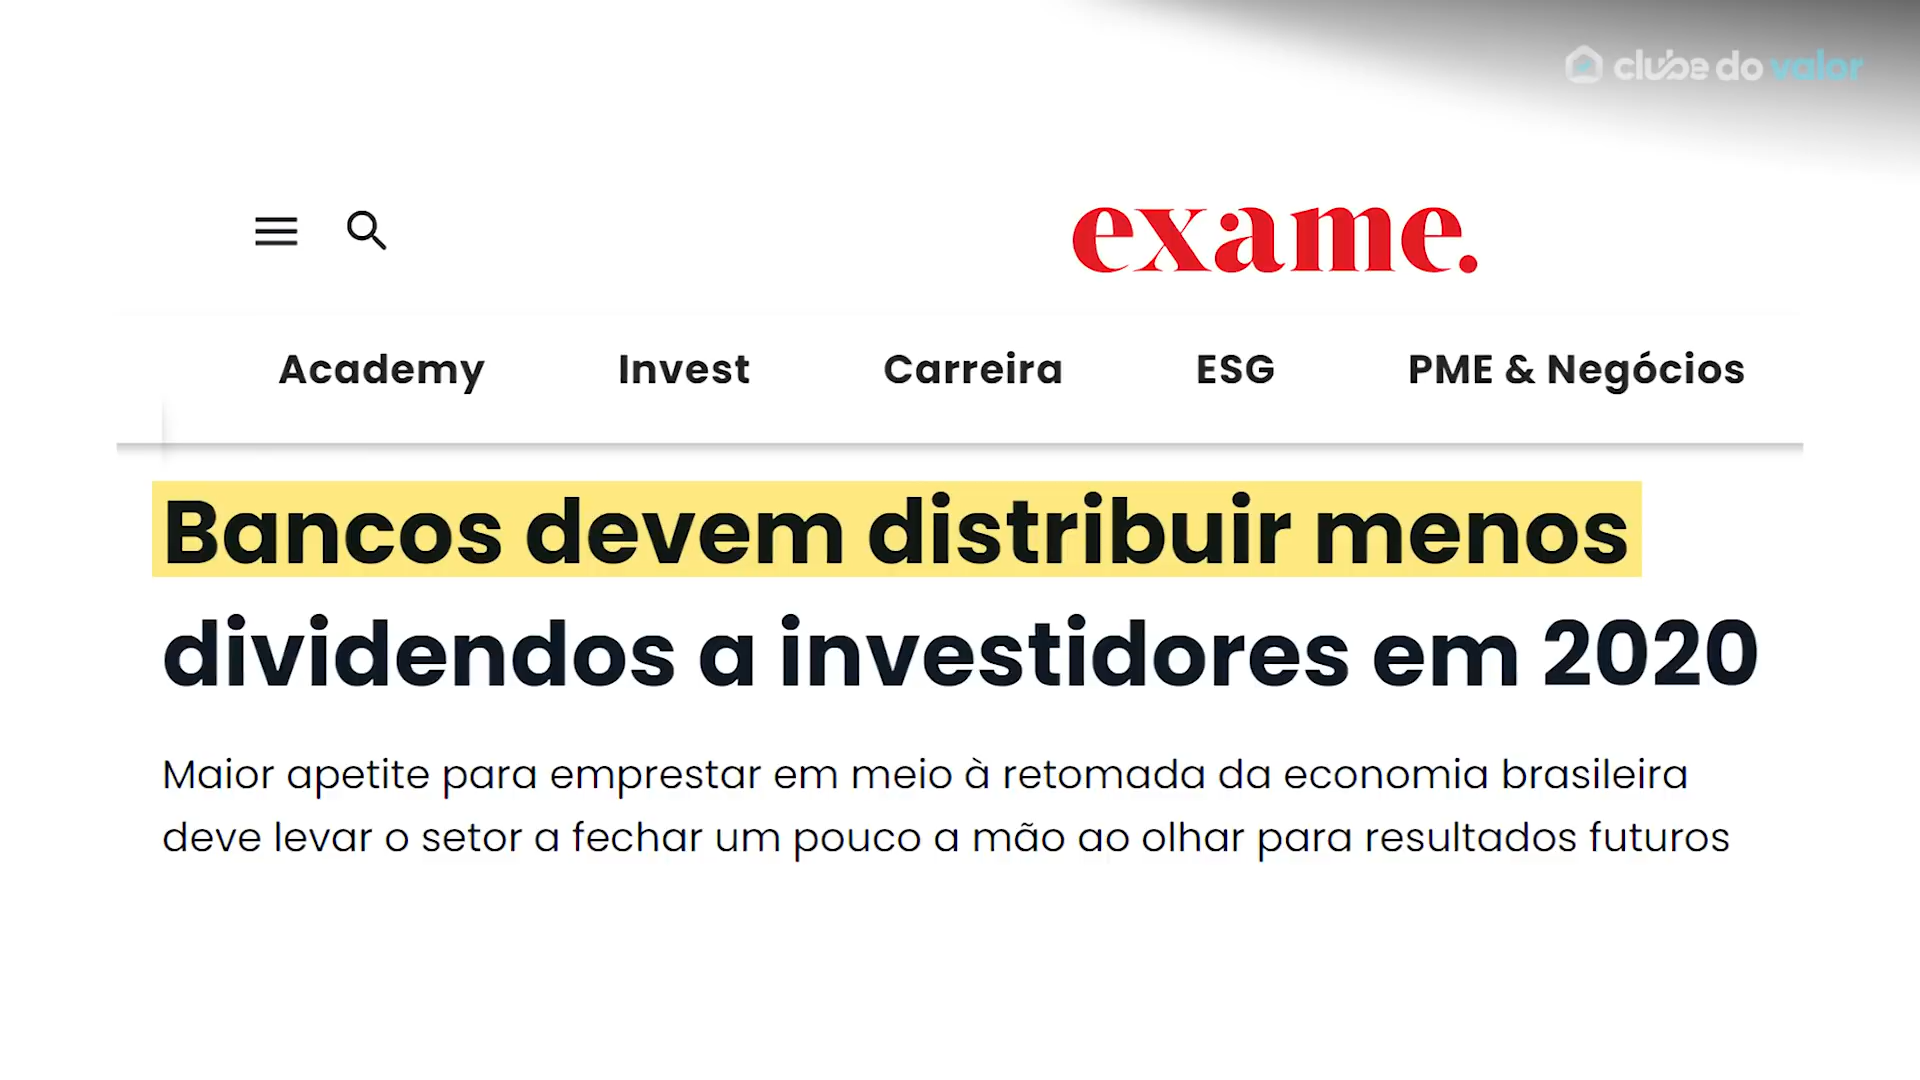 clube do valor
exame.
Academy Invest Carreira ESG PME & Negócios
Bancos devem distribuir menos
dividendos a investidores em 2020
Maior apetite para emprestar em meio à retomada da economia brasileira
deve levar o setor a fechar um pouco a mão ao olhar para resultados futuros